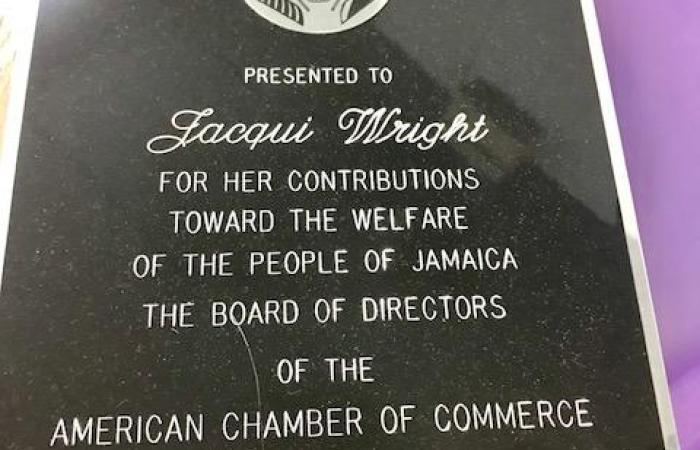 PRESENTED TO
Jacqui Wright
FOR HER CONTRIBUTIONS
TOWARD THE WELFARE
OF THE PEOPLE OF JAMAICA
THE BOARD OF DIRECTORS
OF THE
AMERICAN CHAMBER OF COMMERCE